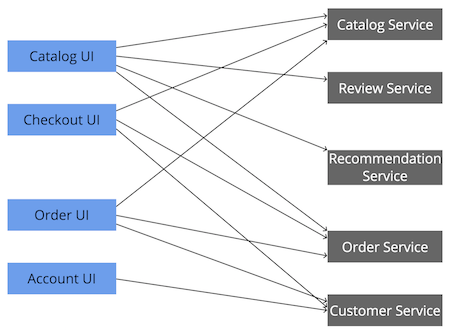 Catalog UI
Checkout UI
Order UI
Account UI
Catalog Service
Review Service
Recommendation
Service
Order Service
Customer Service